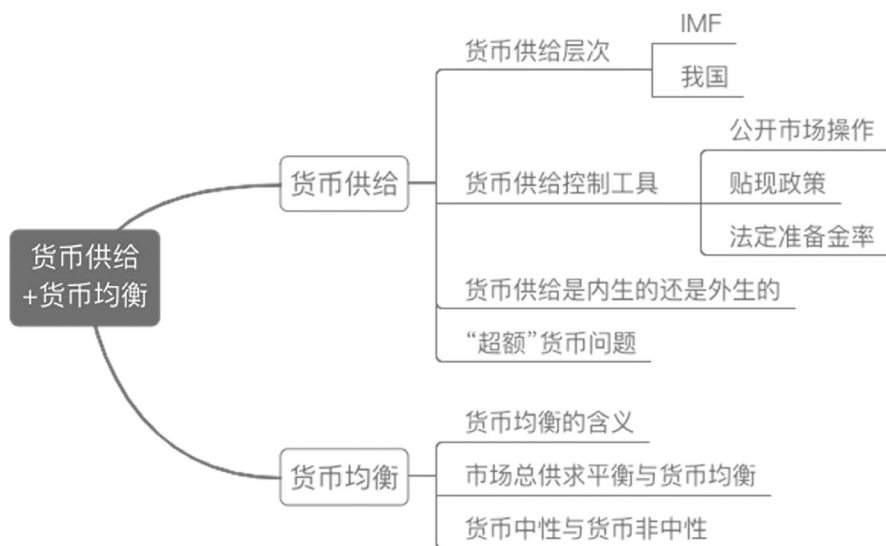 货币供给
+货币均衡
货币供给
货币供给层次
IMF
我国
货币供给控制工具
公开市场操作
贴现政策
法定准备金率
货币供给是内生的还是外生的
“超额”货币问题
货币均衡
货币均衡的含义
市场总供求平衡与货币均衡
货币中性与货币非中性